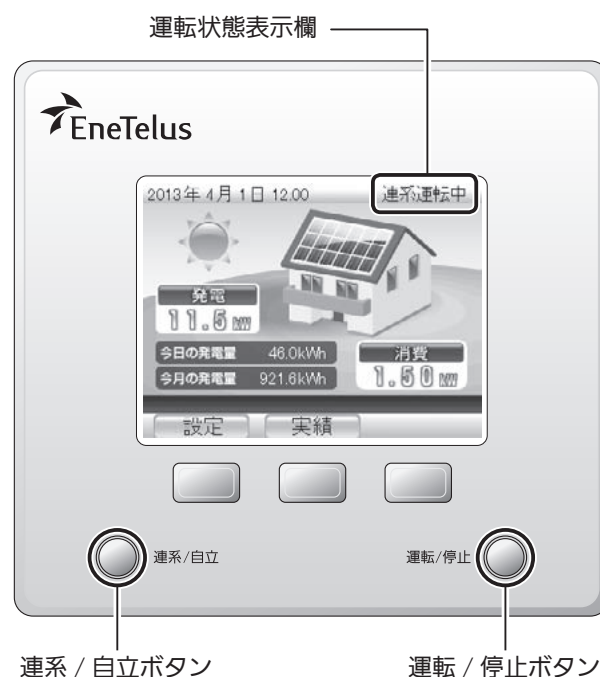 運転状態表示欄
EneTelus
2013年 4月 1日 12.00 連系運転中
発電
11.5 kW
今日の発電量 46.0kWh
今月の発電量 921.6kWh
消費
1.50 kW
設定 実績
連系/自立 運転/停止
連系 / 自立ボタン 運転 / 停止ボタン